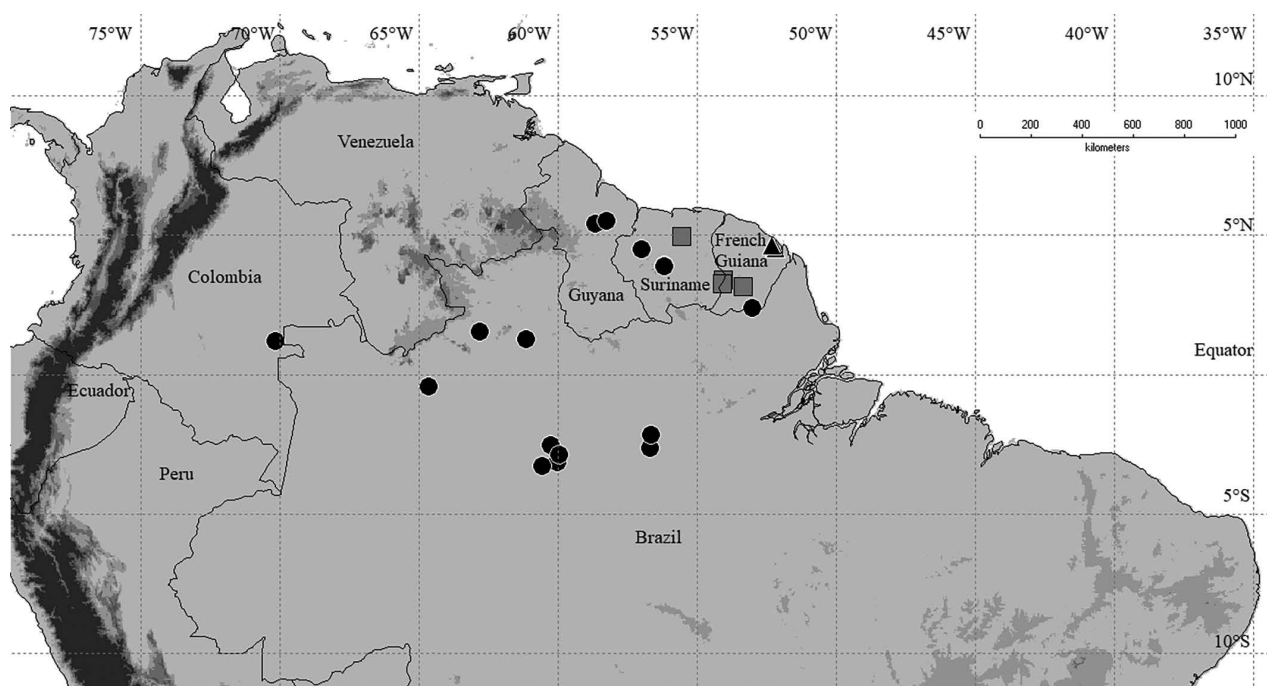 75°W 70°W 65°W 60°W 55°W 50°W 45°W 40°W 35°W
10°N
0 200 400 600 800 1000
kilometers
Venezuela
5°N
French
Guiana
Colombia
Suriname
Guyana
Equator
Ecuador
Peru
5°S
Brazil
10°S